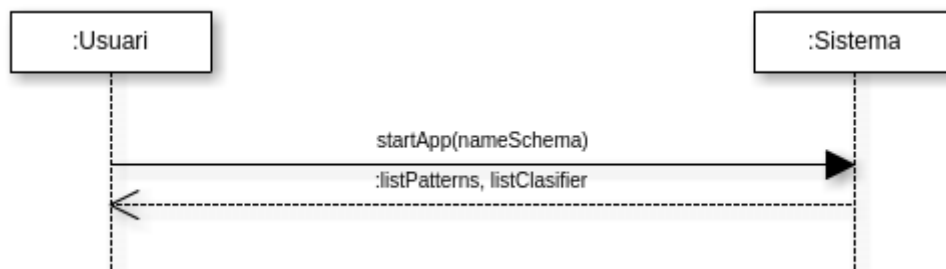 :Usuari
:Sistema
startApp(nameSchema)
:listPatterns, listClasifier